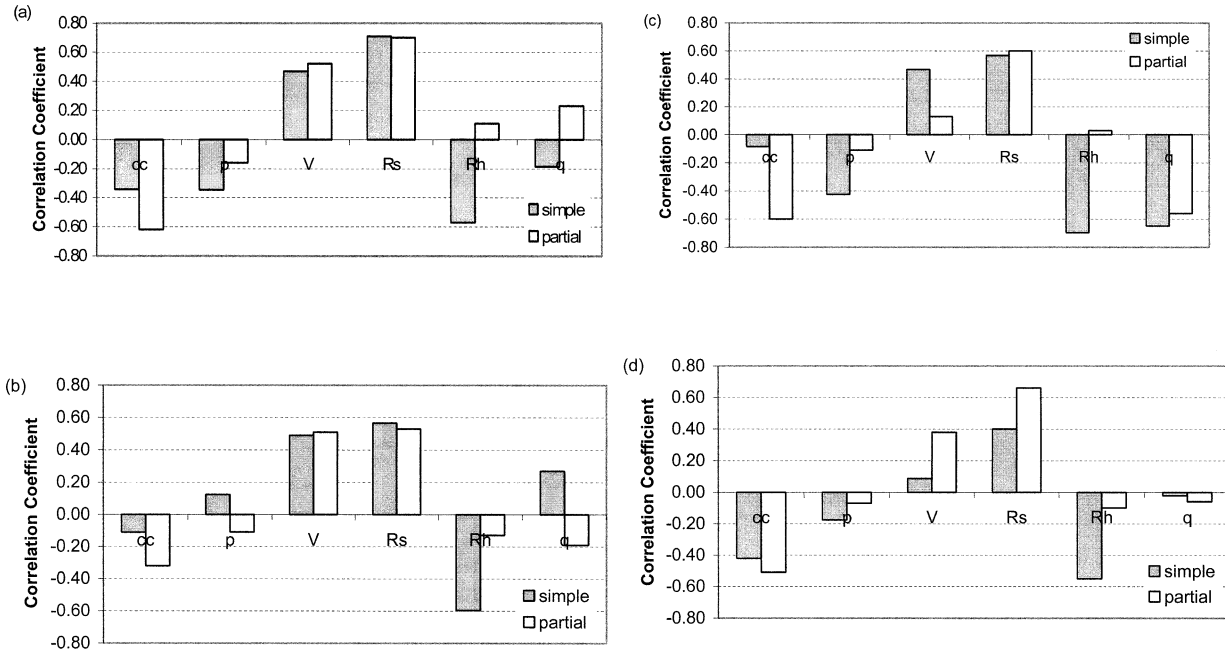 (a)
Correlation Coefficient
0.80
0.60
0.40
0.20
0.00
-0.20
-0.40
-0.60
-0.80
cc p V Rs Rh q
simple
partial
(c)
Correlation Coefficient
0.80
0.60
0.40
0.20
0.00
-0.20
-0.40
-0.60
-0.80
cc p V Rs Rh q
simple
partial
(b)
Correlation Coefficient
0.80
0.60
0.40
0.20
0.00
-0.20
-0.40
-0.60
-0.80
cc p V Rs Rh q
simple
partial
(d)
Correlation Coefficient
0.80
0.60
0.40
0.20
0.00
-0.20
-0.40
-0.60
-0.80
cc p V Rs Rh q
simple
partial